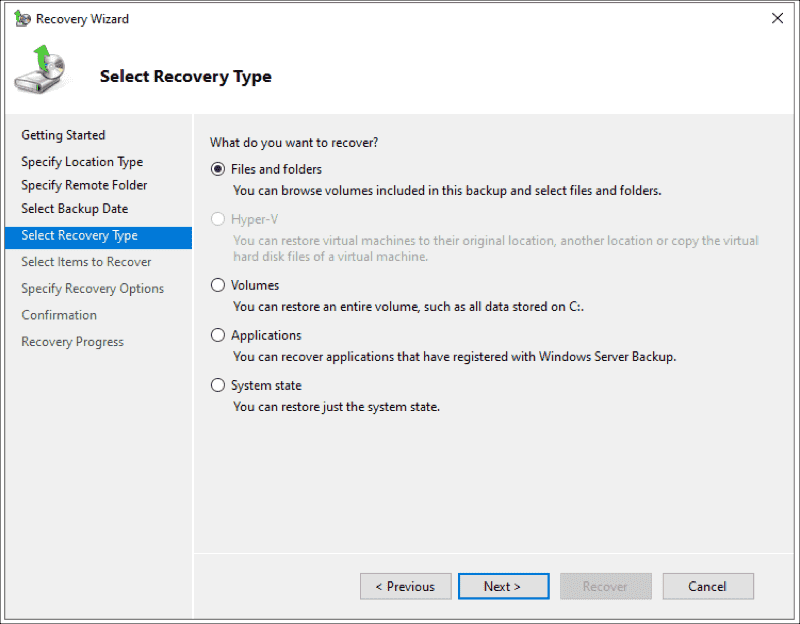 Recovery Wizard
Select Recovery Type
Getting Started
Specify Location Type
Specify Remote Folder
Select Backup Date
Select Recovery Type
Select Items to Recover
Specify Recovery Options
Confirmation
Recovery Progress
What do you want to recover?
Files and folders
You can browse volumes included in this backup and select files and folders.
Hyper-V
You can restore virtual machines to their original location, another location or copy the virtual
hard disk files of a virtual machine.
Volumes
You can restore an entire volume, such as all data stored on C:.
Applications
You can recover applications that have registered with Windows Server Backup.
System state
You can restore just the system state.
< Previous
Next >
Recover
Cancel